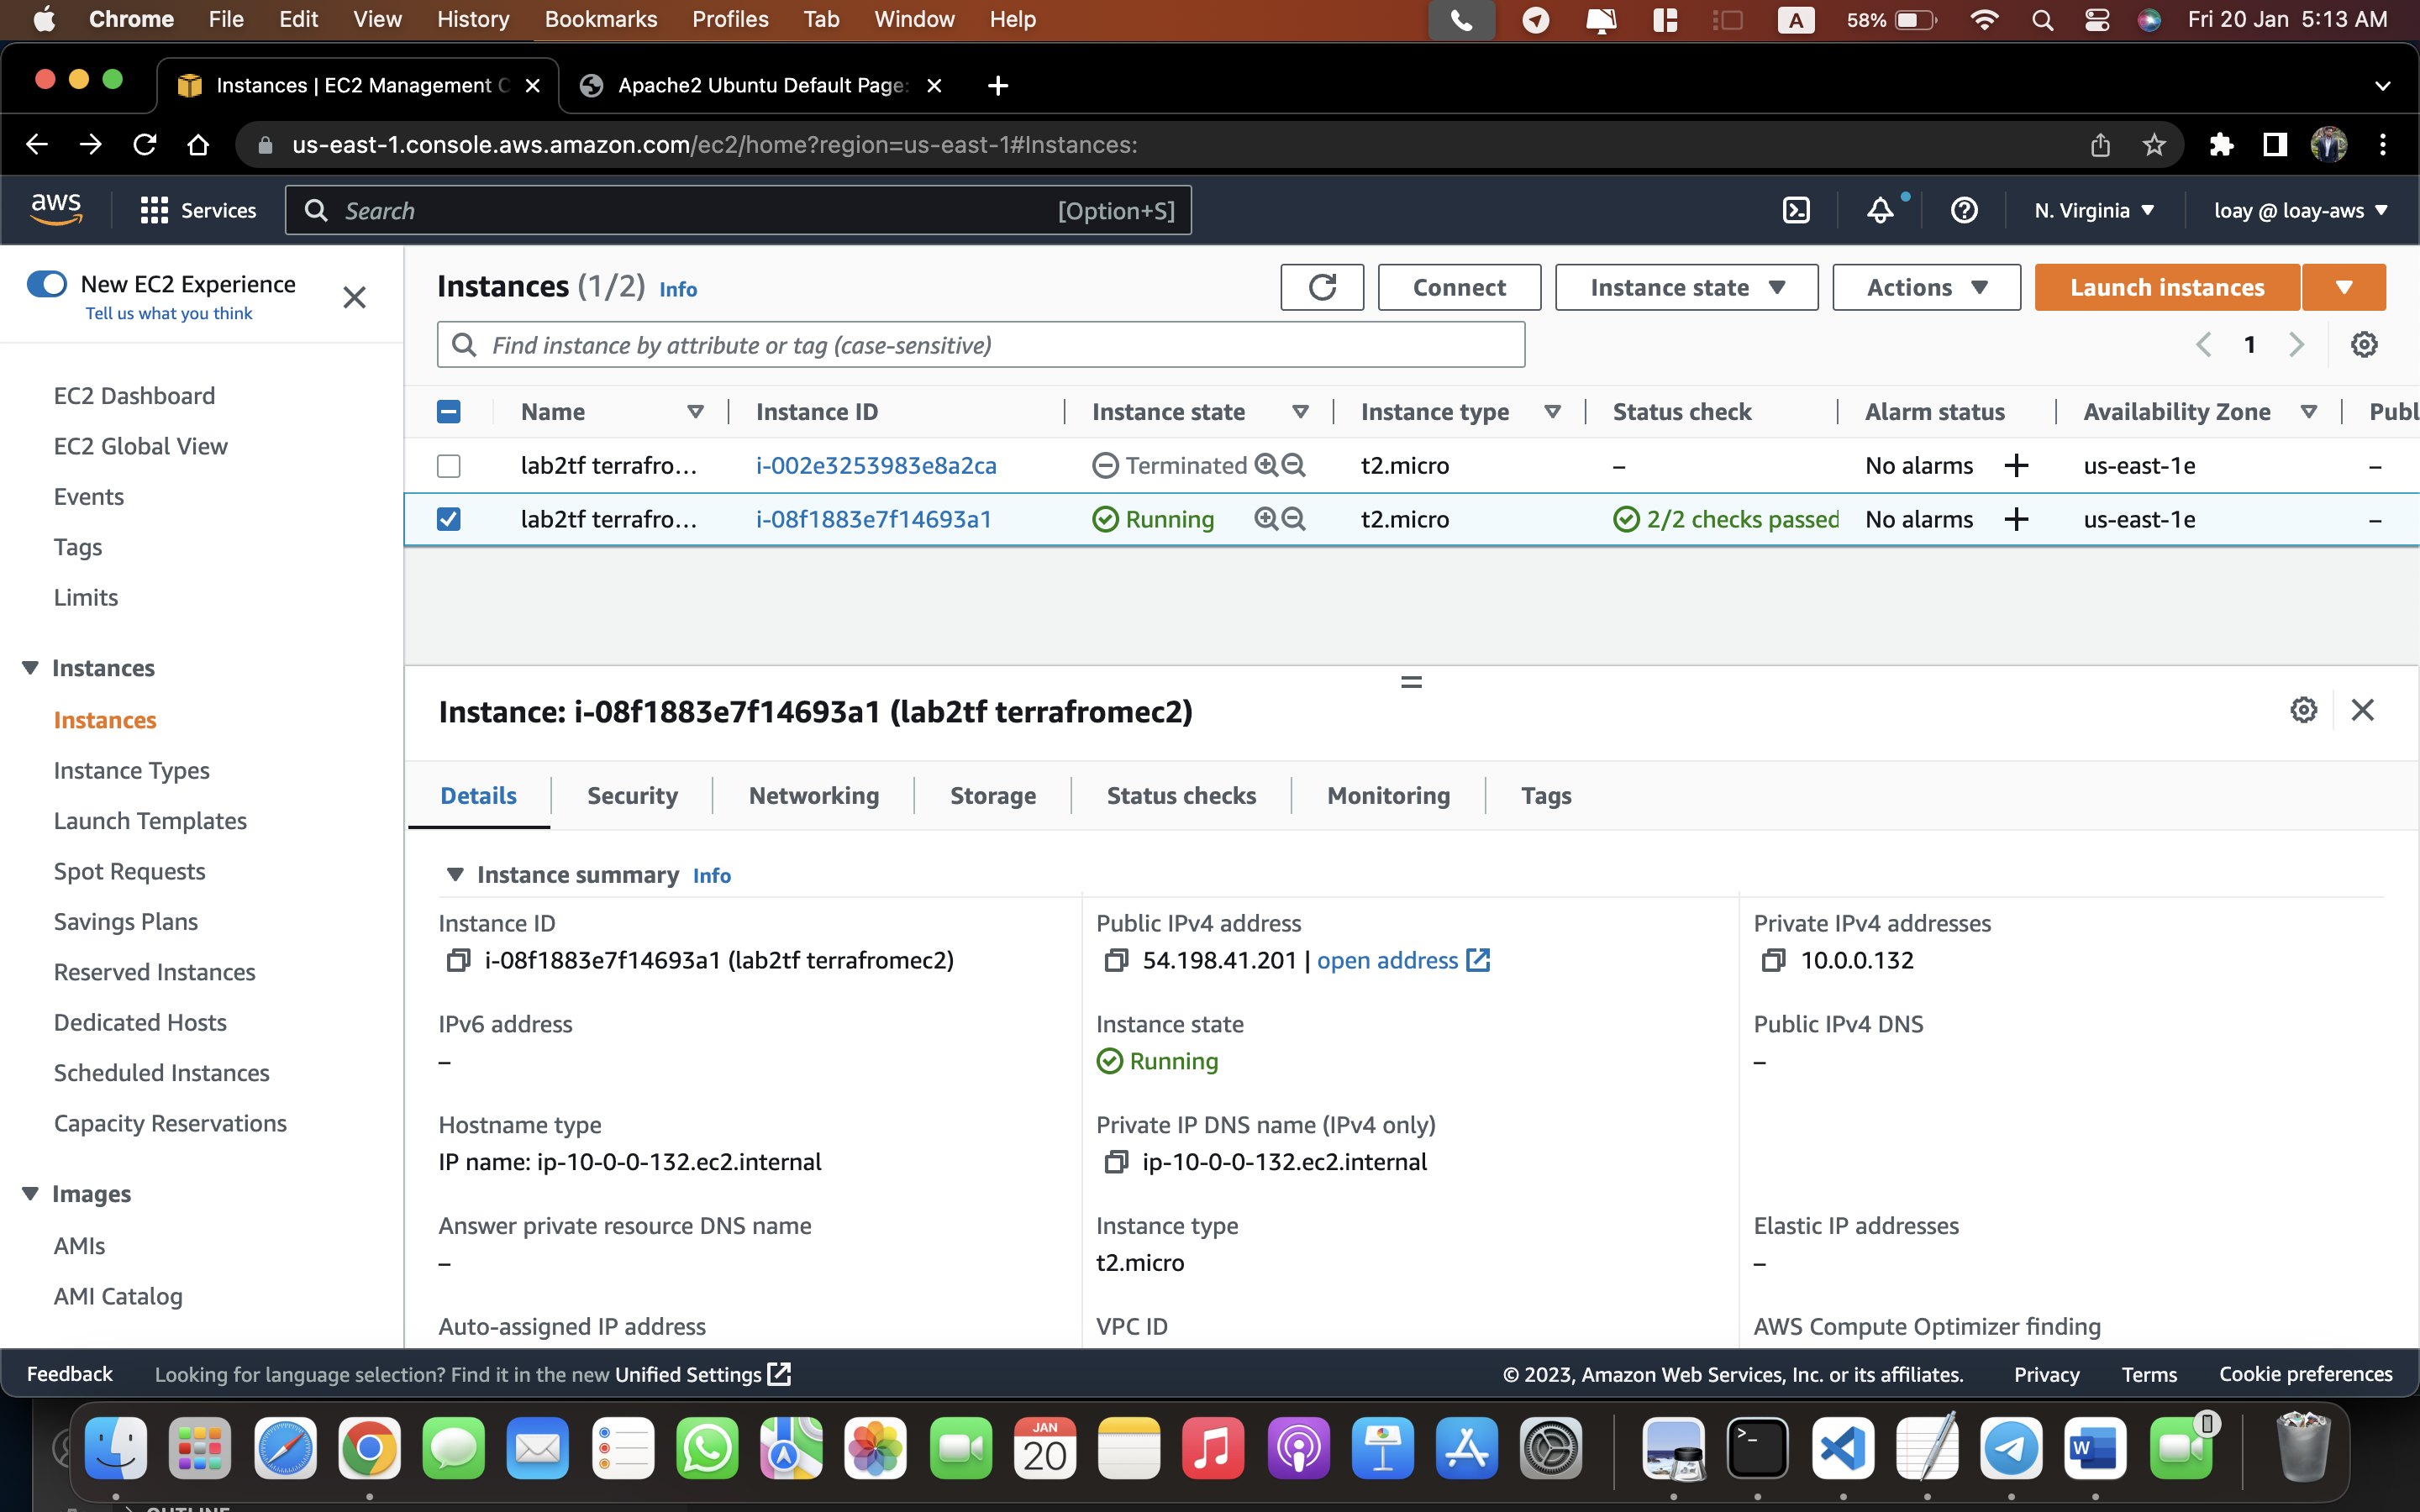 Chrome File Edit View History Bookmarks Profiles Tab Window Help A 58% Fri 20 Jan 5:13 AM
Instances | EC2 Management C Apache2 Ubuntu Default Page:
us-east-1.console.aws.amazon.com/ec2/home?region=us-east-1#Instances:
aws Services Search [Option+S] N. Virginia loay @ loay-aws
New EC2 Experience
Tell us what you think
EC2 Dashboard
EC2 Global View
Events
Tags
Limits
Instances
Instances
Instance Types
Launch Templates
Spot Requests
Savings Plans
Reserved Instances
Dedicated Hosts
Scheduled Instances
Capacity Reservations
Images
AMIs
AMI Catalog
Instances (1/2) Info Connect Instance state Actions Launch instances
Find instance by attribute or tag (case-sensitive) 1
Name Instance ID Instance state Instance type Status check Alarm status Availability Zone Publ
lab2tf terrafro... i-002e3253983e8a2ca Terminated t2.micro – No alarms + us-east-1e –
lab2tf terrafro... i-08f1883e7f14693a1 Running t2.micro 2/2 checks passed No alarms + us-east-1e –
Instance: i-08f1883e7f14693a1 (lab2tf terrafromec2)
Details Security Networking Storage Status checks Monitoring Tags
Instance summary Info
Instance ID
i-08f1883e7f14693a1 (lab2tf terrafromec2)
Public IPv4 address
54.198.41.201 | open address
Private IPv4 addresses
10.0.0.132
IPv6 address
–
Instance state
Running
Public IPv4 DNS
–
Hostname type
IP name: ip-10-0-0-132.ec2.internal
Private IP DNS name (IPv4 only)
ip-10-0-0-132.ec2.internal
Answer private resource DNS name
–
Instance type
t2.micro
Elastic IP addresses
–
Auto-assigned IP address
VPC ID
AWS Compute Optimizer finding
Feedback Looking for language selection? Find it in the new Unified Settings © 2023, Amazon Web Services, Inc. or its affiliates. Privacy Terms Cookie preferences
JAN
20
W